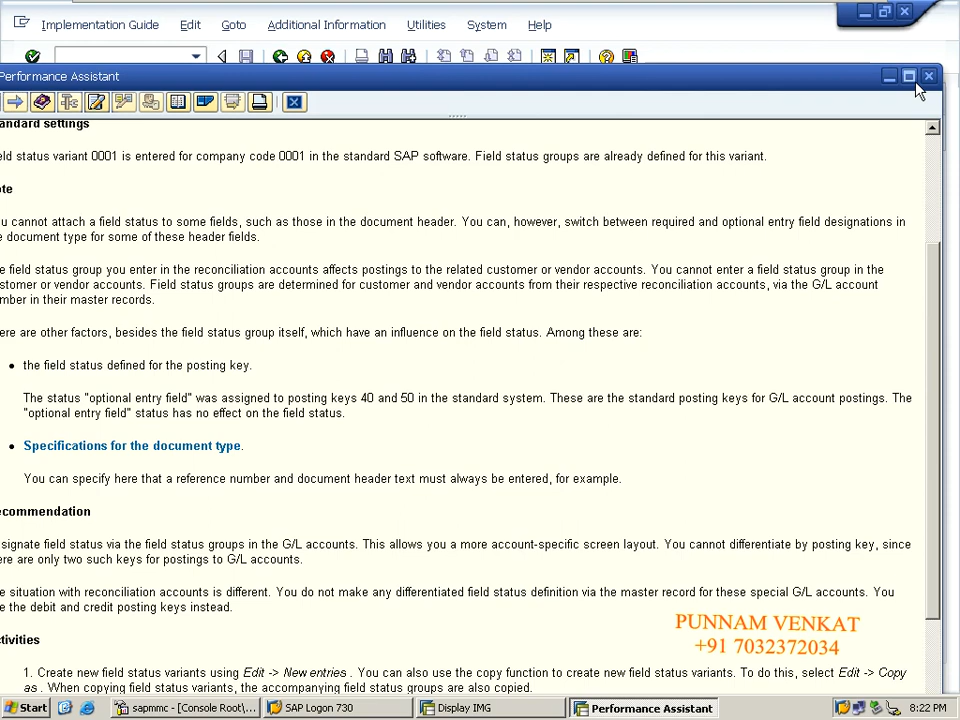 Implementation Guide Edit Goto Additional Information Utilities System Help
Performance Assistant
andard settings
eld status variant 0001 is entered for company code 0001 in the standard SAP software. Field status groups are already defined for this variant.
ote
u cannot attach a field status to some fields, such as those in the document header. You can, however, switch between required and optional entry field designations in
e document type for some of these header fields.
e field status group you enter in the reconciliation accounts affects postings to the related customer or vendor accounts. You cannot enter a field status group in the
stomer or vendor accounts. Field status groups are determined for customer and vendor accounts from their respective reconciliation accounts, via the G/L account
mber in their master records.
ere are other factors, besides the field status group itself, which have an influence on the field status. Among these are:
• the field status defined for the posting key.
The status "optional entry field" was assigned to posting keys 40 and 50 in the standard system. These are the standard posting keys for G/L account postings. The
"optional entry field" status has no effect on the field status.
• Specifications for the document type.
You can specify here that a reference number and document header text must always be entered, for example.
ecommendation
signate field status via the field status groups in the G/L accounts. This allows you a more account-specific screen layout. You cannot differentiate by posting key, since
ere are only two such keys for postings to G/L accounts.
e situation with reconciliation accounts is different. You do not make any differentiated field status definition via the master record for these special G/L accounts. You
e the debit and credit posting keys instead.
PUNNAM VENKAT
+91 7032372034
tivities
1. Create new field status variants using Edit -> New entries . You can also use the copy function to create new field status variants. To do this, select Edit -> Copy
as . When copying field status variants, the accompanying field status groups are also copied.
Start sapmmc - [Console Root\... SAP Logon 730 Display IMG Performance Assistant 8:22 PM